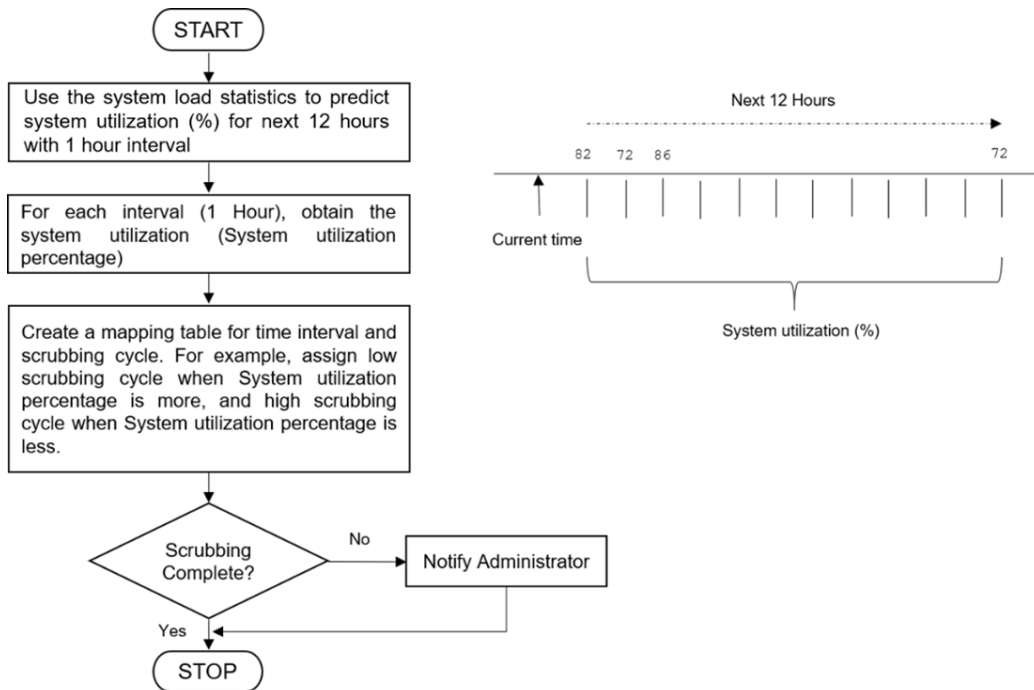 START
Use the system load statistics to predict
system utilization (%) for next 12 hours
with 1 hour interval
For each interval (1 Hour), obtain the
system utilization (System utilization
percentage)
Create a mapping table for time interval and
scrubbing cycle. For example, assign low
scrubbing cycle when System utilization
percentage is more, and high scrubbing
cycle when System utilization percentage is
less.
Scrubbing
Complete?
No
Notify Administrator
Yes
STOP
Next 12 Hours
82 72 86 72
Current time
System utilization (%)